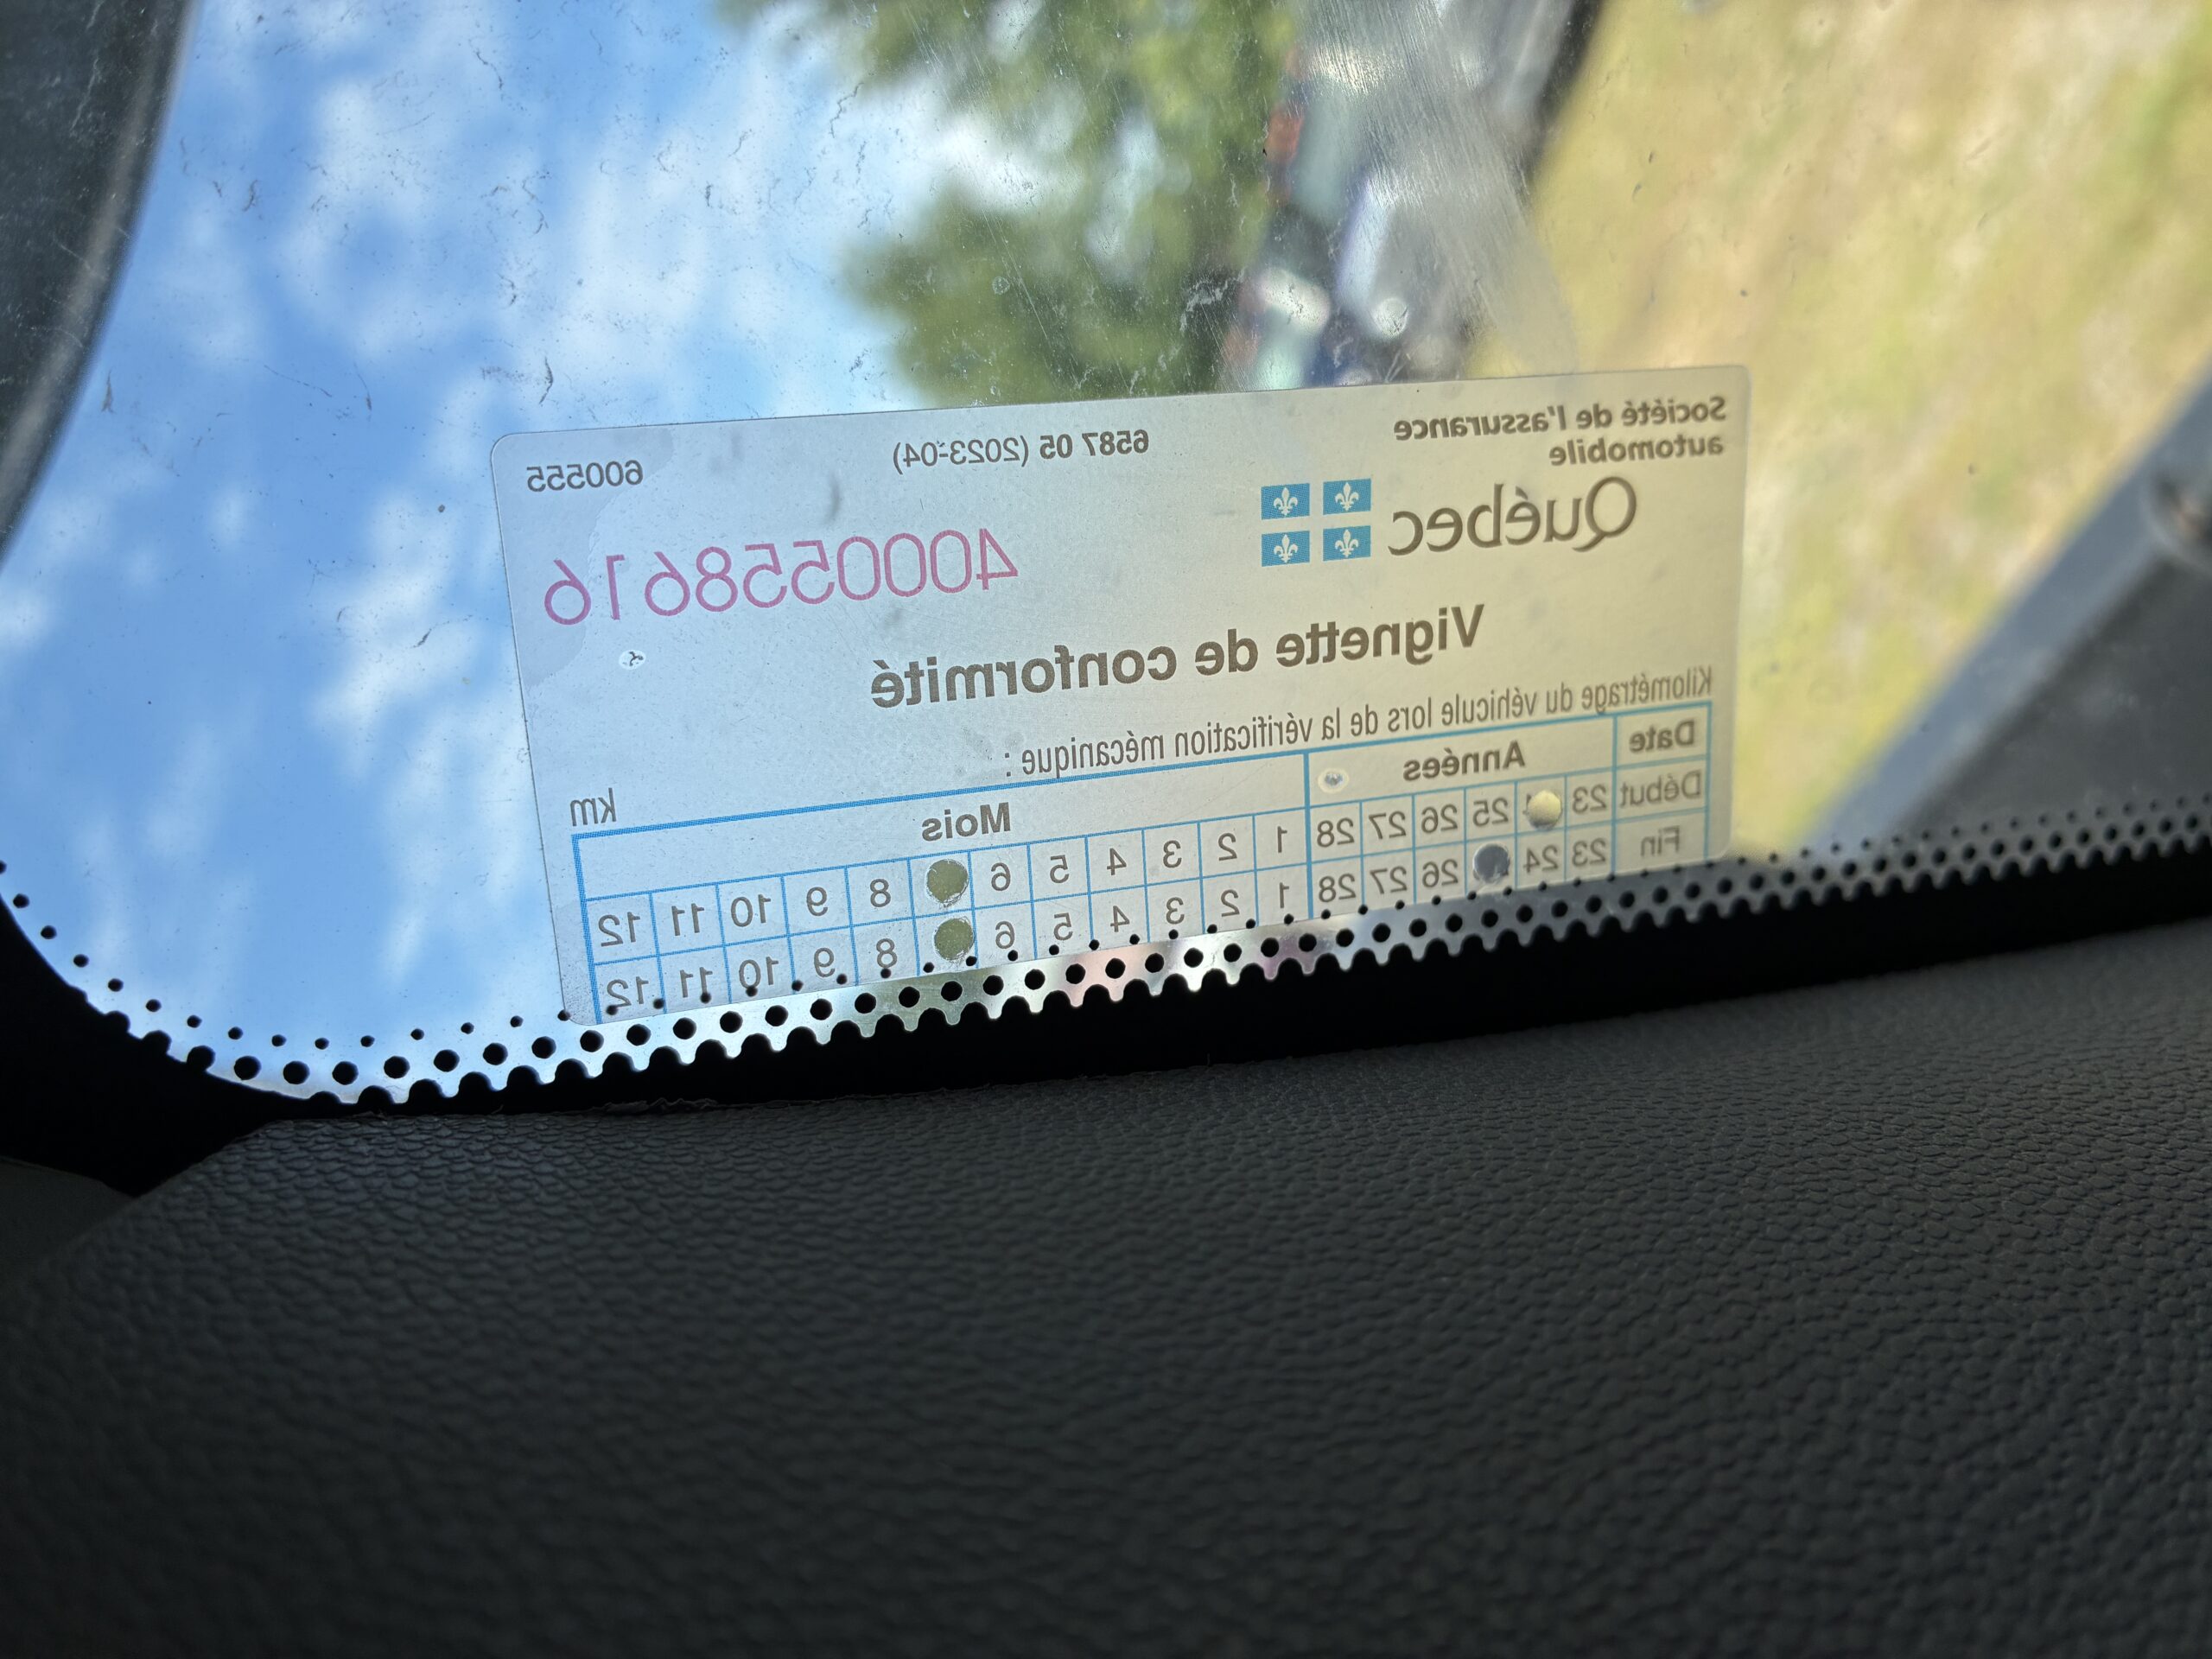 Société de l'assurance
automobile
Québec
6587 05 (2023-04)
600555
4000558616
Vignette de conformité
Kilométrage du véhicule lors de la vérification mécanique :
km
Date Années Mois
Début 23 25 26 27 28 1 2 3 4 5 6 8 9 10 11 12
Fin 23 24 26 27 28 1 2 3 4 5 6 8 9 10 11 12